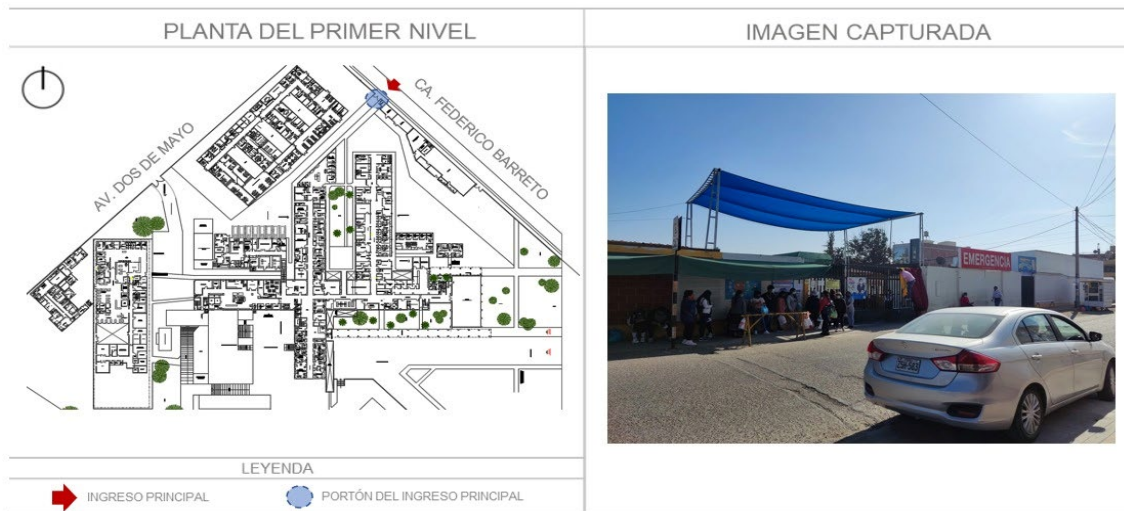 PLANTA DEL PRIMER NIVEL
IMAGEN CAPTURADA
AV. DOS DE MAYO
CA. FEDERICO BARRETO
EMERGENCIA
LEYENDA
INGRESO PRINCIPAL
PORTÓN DEL INGRESO PRINCIPAL